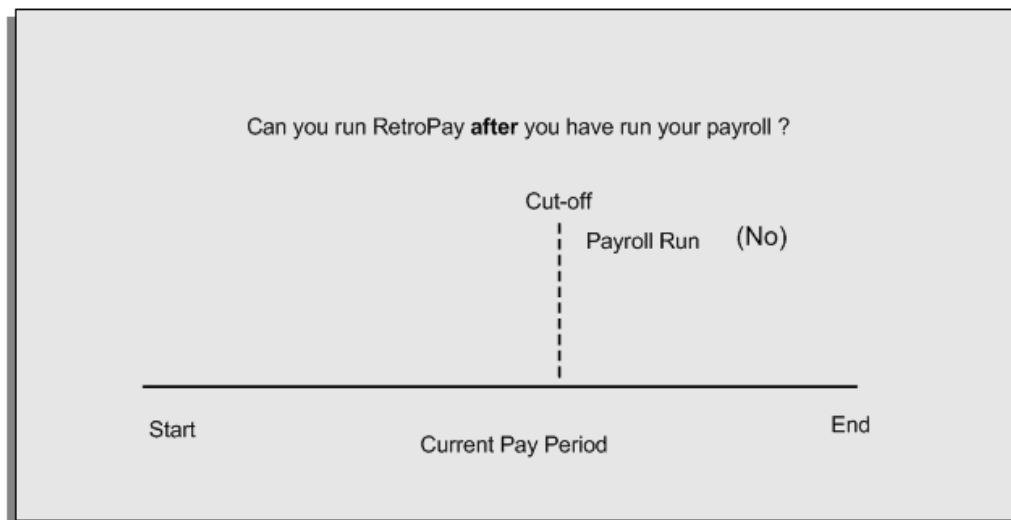 Can you run RetroPay after you have run your payroll ?
Cut-off
Payroll Run (No)
Start
End
Current Pay Period